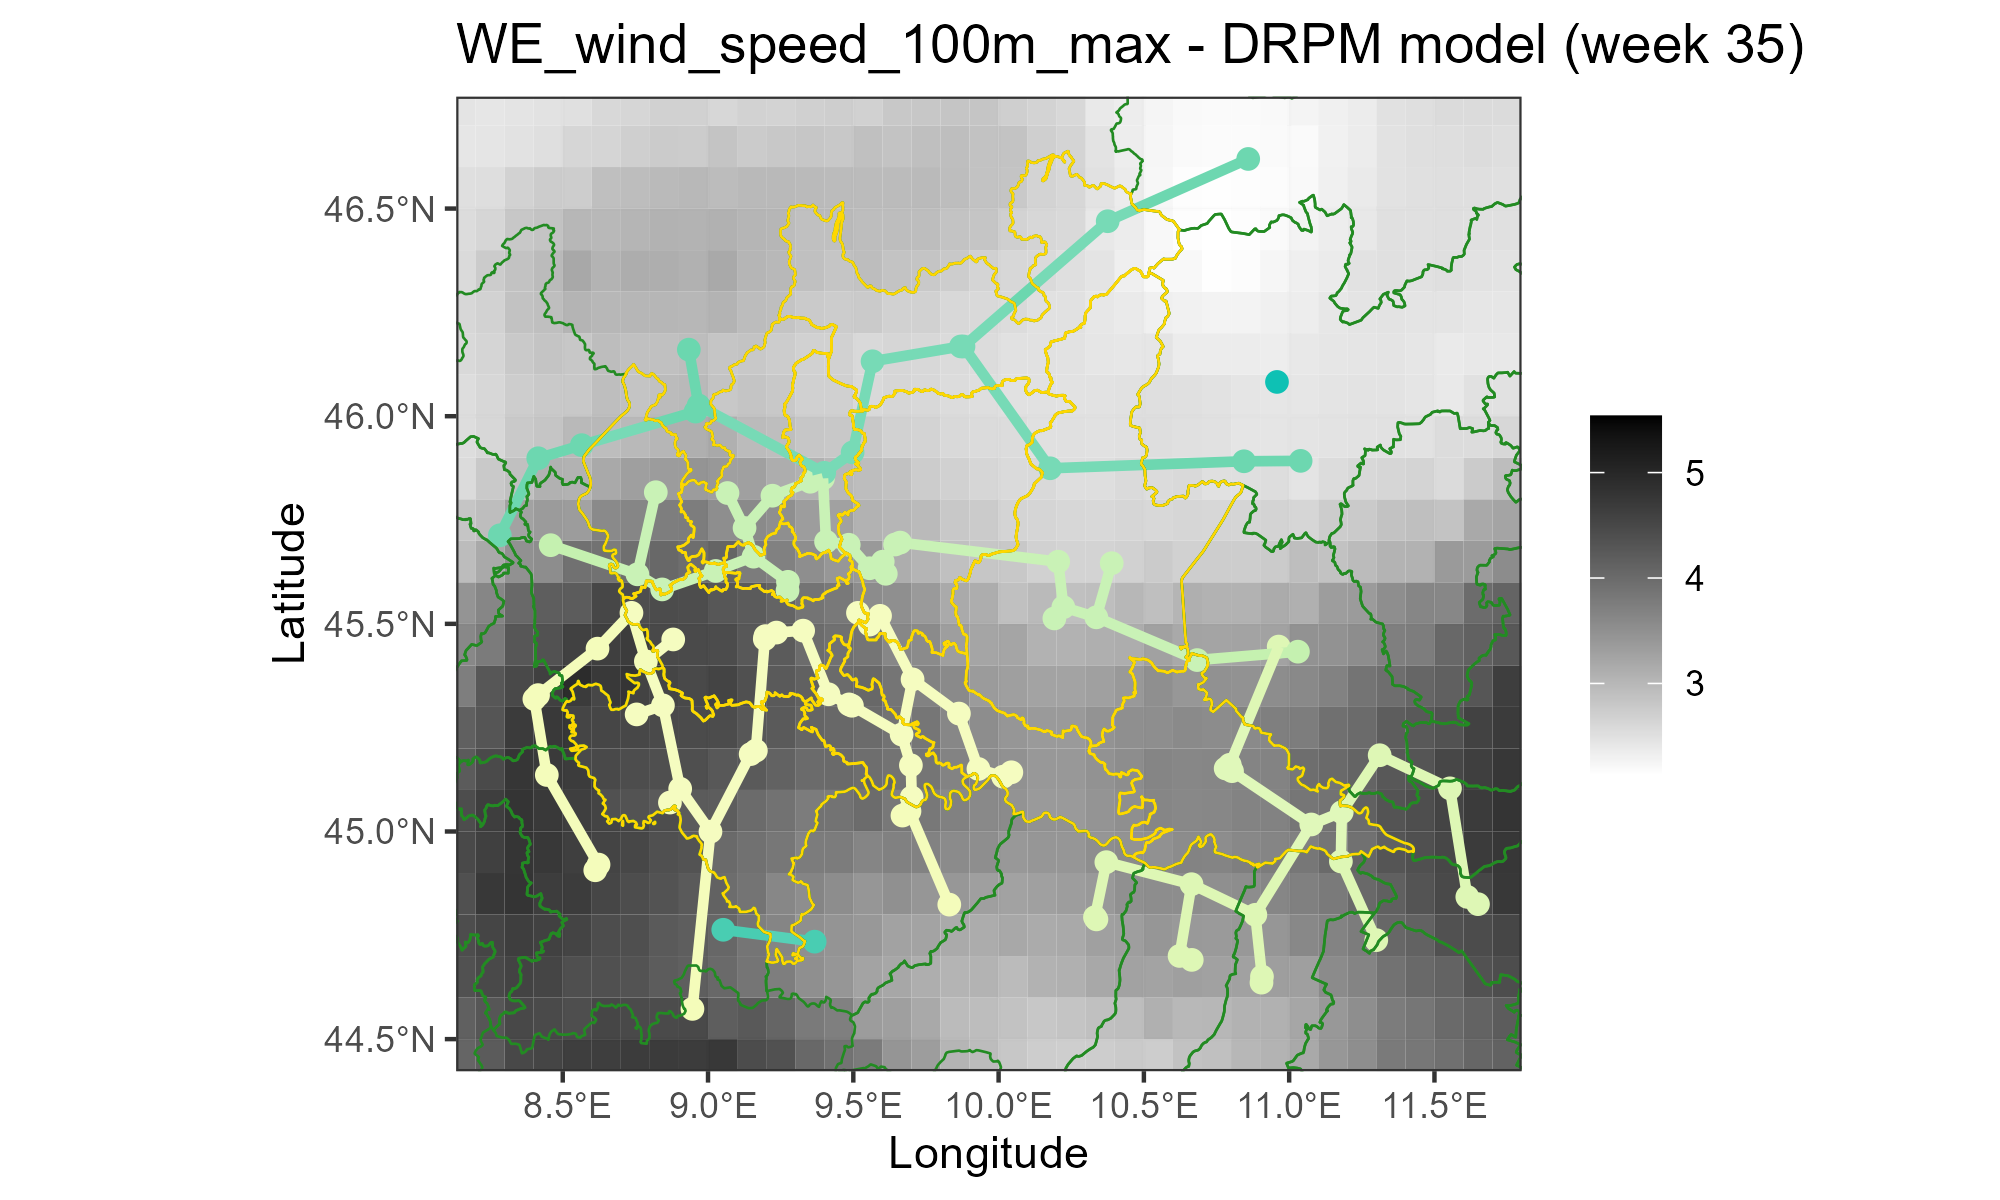 WE_wind_speed_100m_max - DRPM model (week 35)
46.5°N
46.0°N
45.5°N
45.0°N
44.5°N
Latitude
8.5°E 9.0°E 9.5°E 10.0°E 10.5°E 11.0°E 11.5°E
Longitude
5
4
3